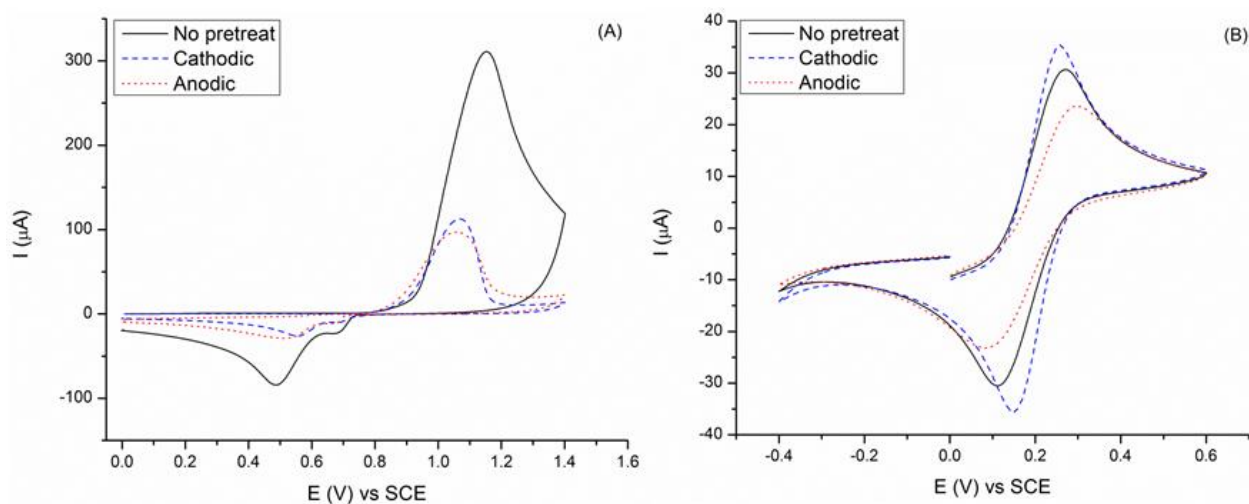 No pretreat
Cathodic
Anodic
(A)
300
200
100
0
-100
I (µA)
0.0 0.2 0.4 0.6 0.8 1.0 1.2 1.4 1.6
E (V) vs SCE
No pretreat
Cathodic
Anodic
(B)
40
30
20
10
0
-10
-20
-30
-40
I (µA)
-0.4 -0.2 0.0 0.2 0.4 0.6
E (V) vs SCE